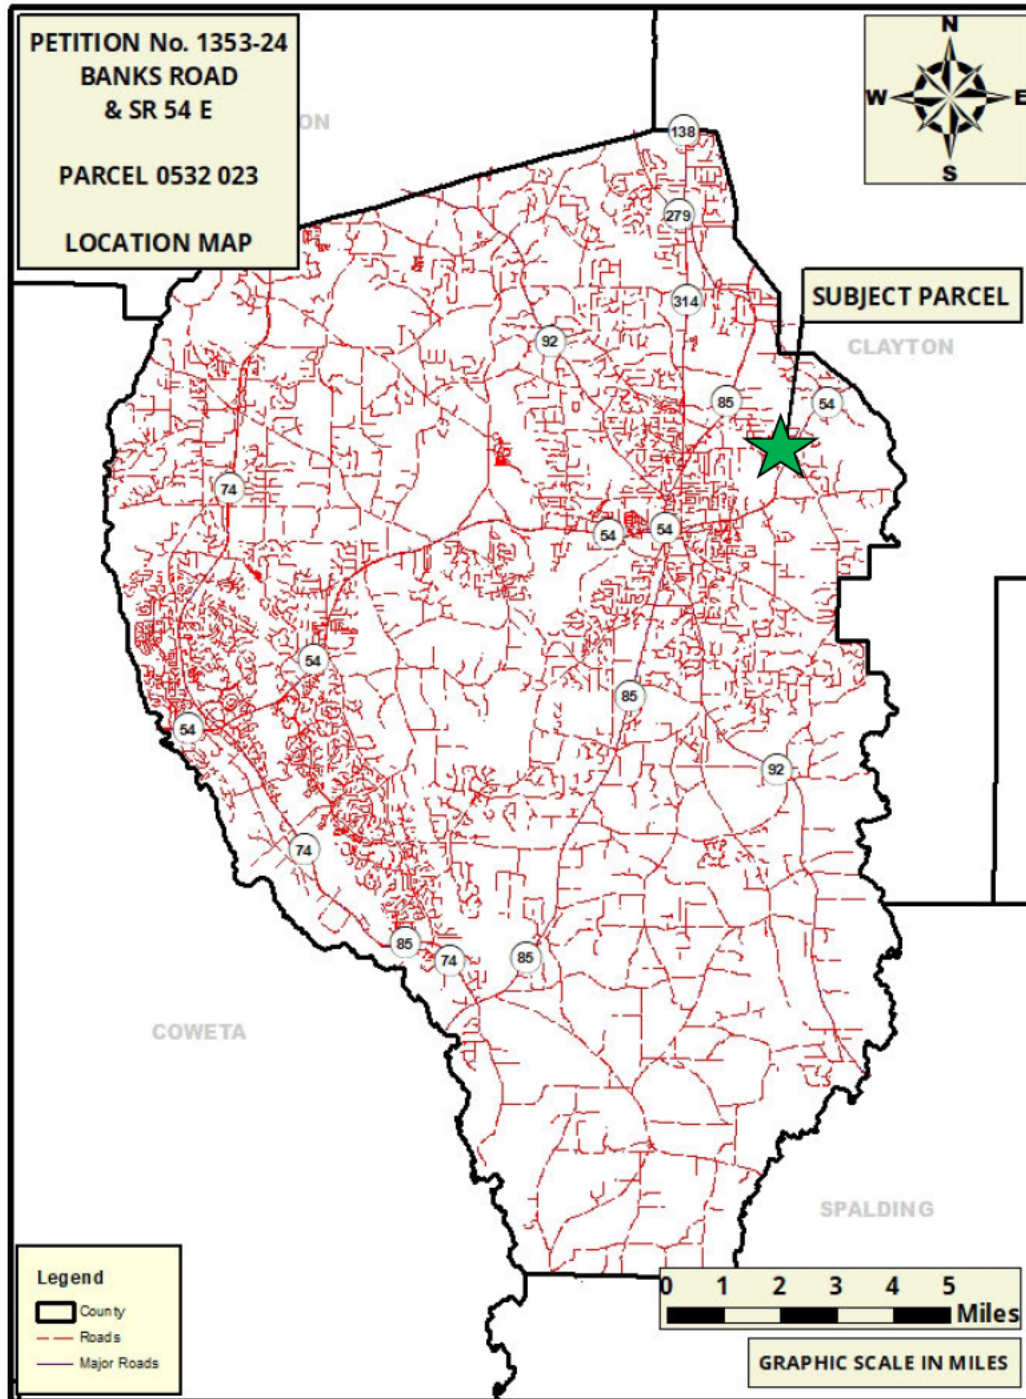 PETITION No. 1353-24
BANKS ROAD
& SR 54 E
PARCEL 0532 023
LOCATION MAP
ON
N
W
E
S
138
279
314
SUBJECT PARCEL
92
CLAYTON
85
54
74
54
54
54
85
54
92
74
85
74
85
COWETA
SPALDING
Legend
County
Roads
Major Roads
0 1 2 3 4 5
Miles
GRAPHIC SCALE IN MILES